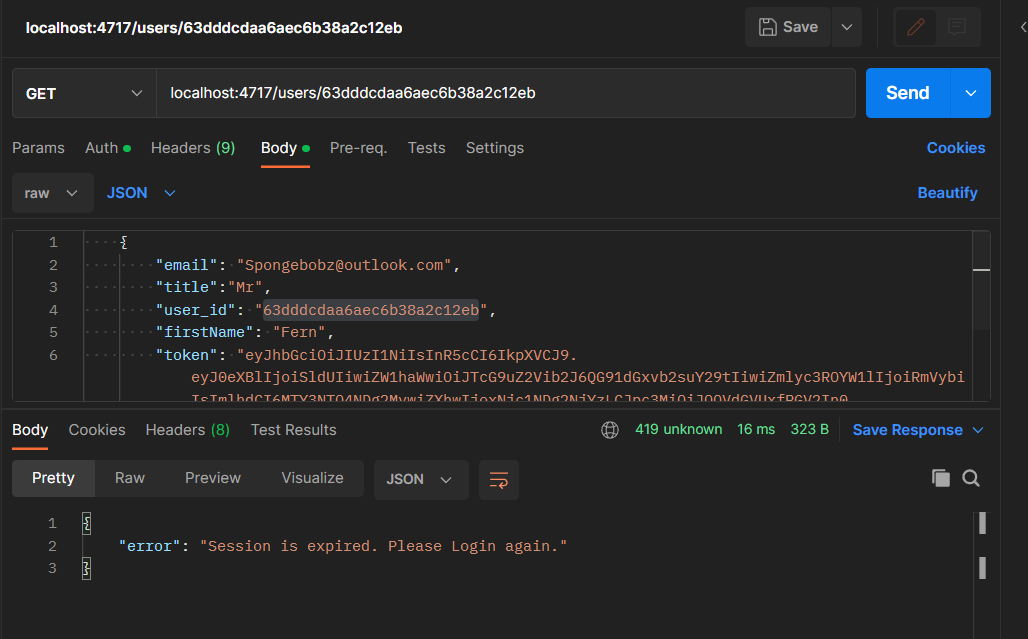 localhost:4717/users/63dddcdaa6aec6b38a2c12eb Save
GET localhost:4717/users/63dddcdaa6aec6b38a2c12eb Send
Params Auth Headers (9) Body Pre-req. Tests Settings Cookies
raw JSON Beautify
1 {
2 "email": "Spongebobz@outlook.com",
3 "title":"Mr",
4 "user_id": "63dddcdaa6aec6b38a2c12eb",
5 "firstName": "Fern",
6 "token": "eyJhbGciOiJIUzI1NiIsInR5cCI6IkpXVCJ9.
eyJ0eXBlIjoiSldUIiwiZW1haWwiOiJTcG9uZ2Vib2J6QG91dGxvb2suY29tIiwiZmlyc3ROYW1lIjoiRmVybi
Body Cookies Headers (8) Test Results 419 unknown 16 ms 323 B Save Response
Pretty Raw Preview Visualize JSON
1 {
2 "error": "Session is expired. Please Login again."
3 }